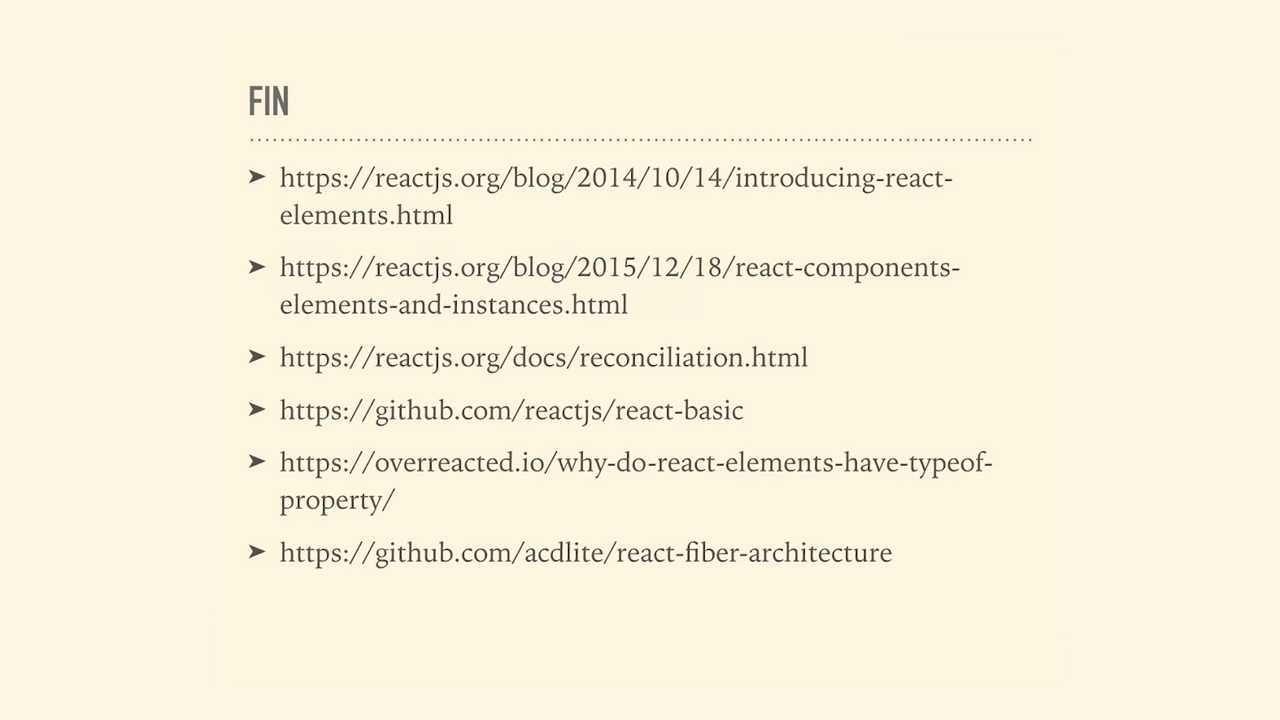 FIN
➤ https://reactjs.org/blog/2014/10/14/introducing-react-
elements.html
➤ https://reactjs.org/blog/2015/12/18/react-components-
elements-and-instances.html
➤ https://reactjs.org/docs/reconciliation.html
➤ https://github.com/reactjs/react-basic
➤ https://overreacted.io/why-do-react-elements-have-typeof-
property/
➤ https://github.com/acdlite/react-fiber-architecture